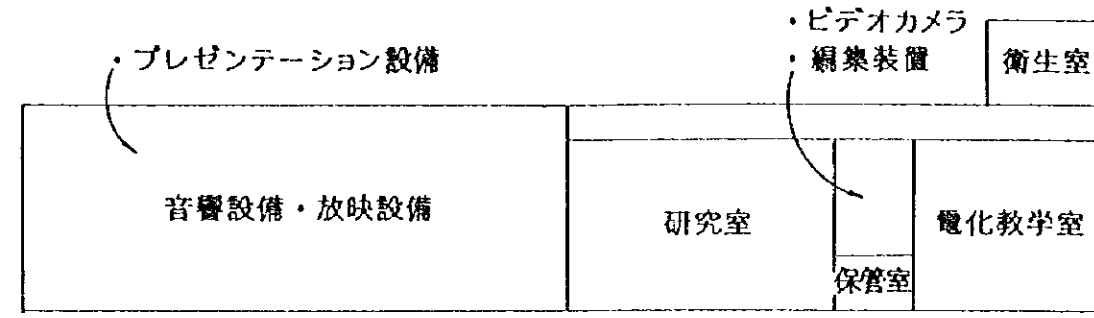 ・プレゼンテーション設備
・ビデオカメラ
・編集装置
衛生室
音響設備・放映設備
研究室
保管室
電化教学室